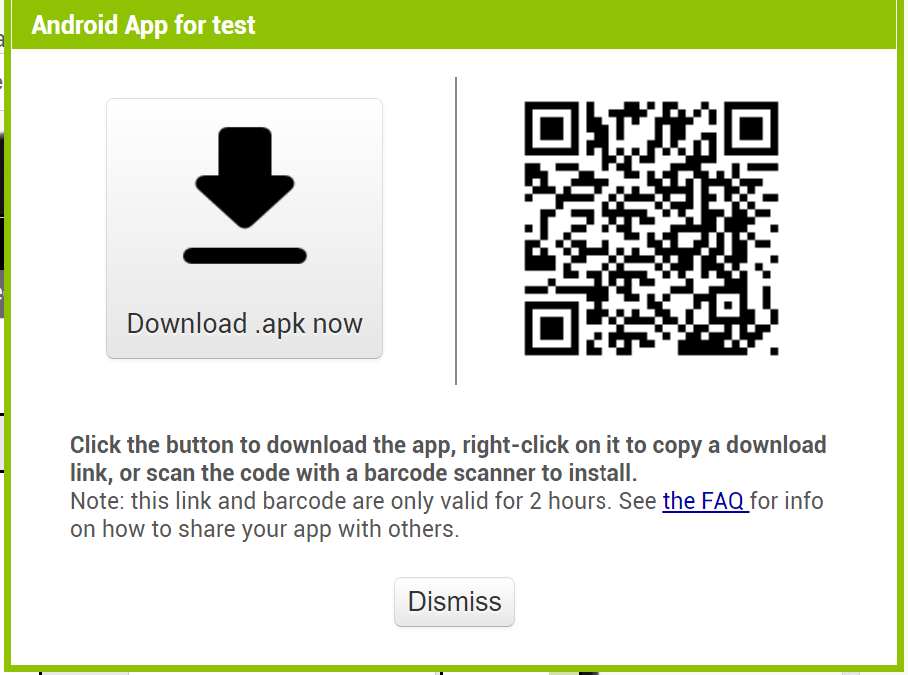 Android App for test
Download .apk now
Click the button to download the app, right-click on it to copy a download
link, or scan the code with a barcode scanner to install.
Note: this link and barcode are only valid for 2 hours. See the FAQ for info
on how to share your app with others.
Dismiss